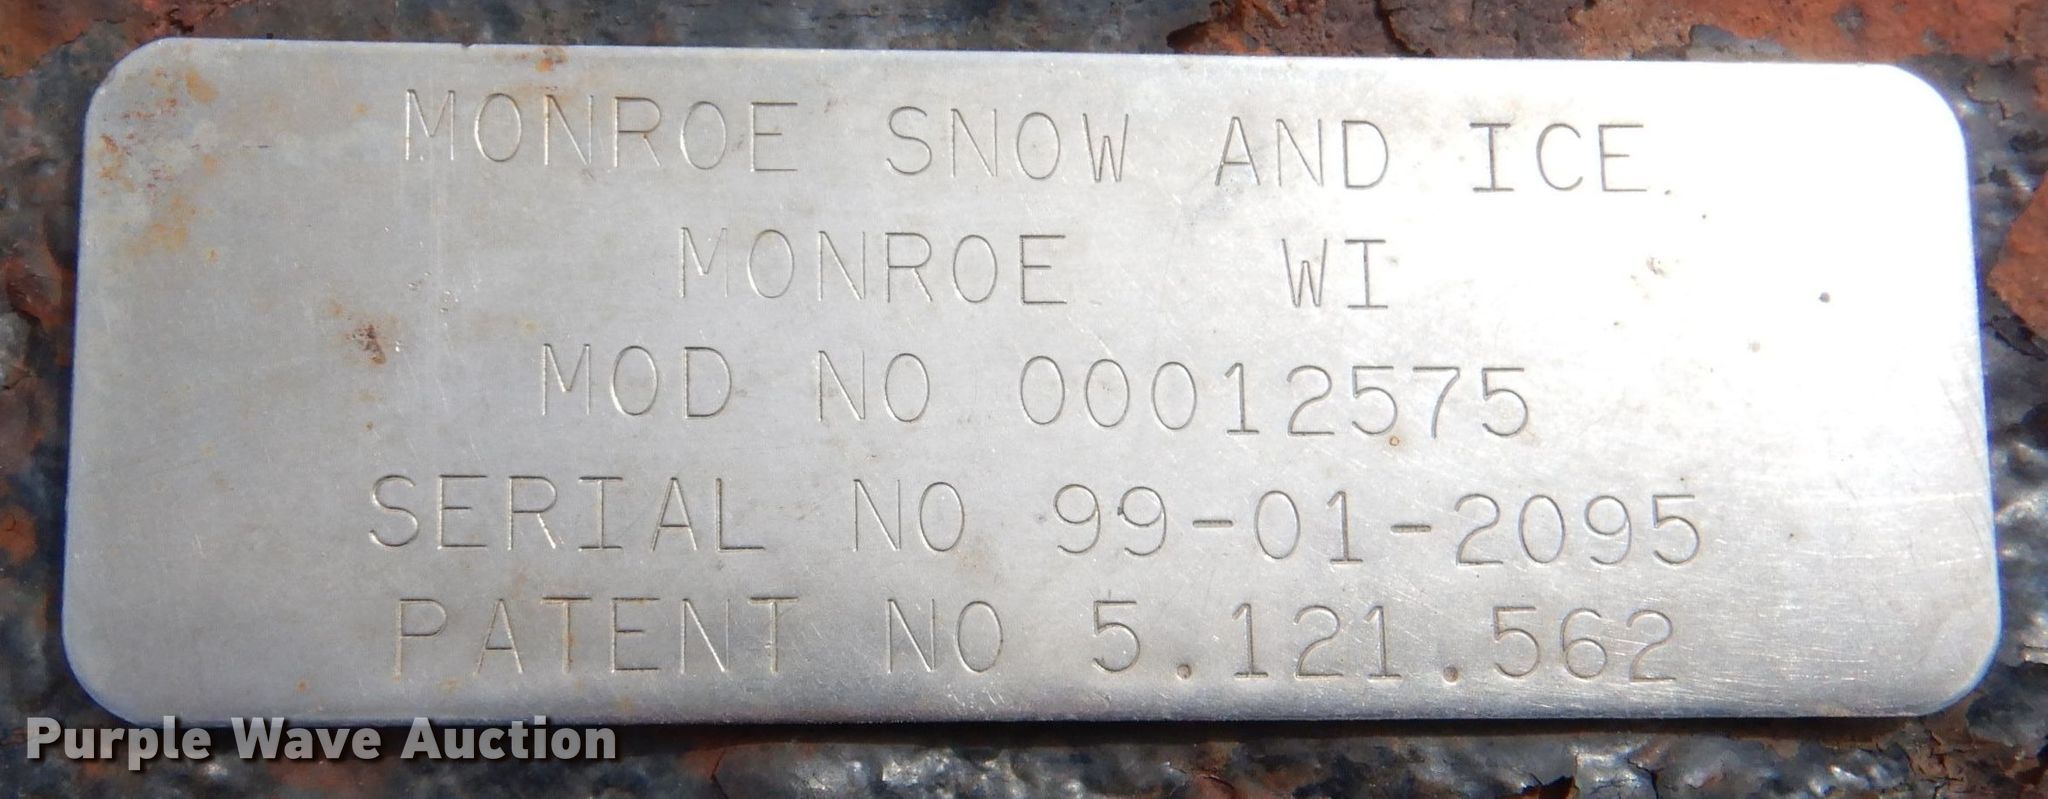 MONROE SNOW AND ICE
MONROE WI
MOD NO 00012575
SERIAL NO 99-01-2095
PATENT NO 5.121.562
Purple Wave Auction